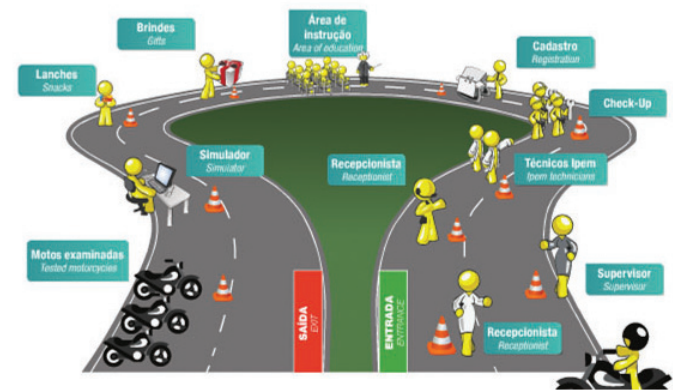 Brindes
Gifts
Área de
instrução
Area of education
Cadastro
Registration
Lanches
Snacks
Check-Up
Simulador
Simulator
Recepcionista
Receptionist
Técnicos Ipem
Ipem technicians
Motos examinadas
Tested motorcycles
Supervisor
Supervisor
SAÍDA
EXIT
ENTRADA
ENTRANCE
Recepcionista
Receptionist